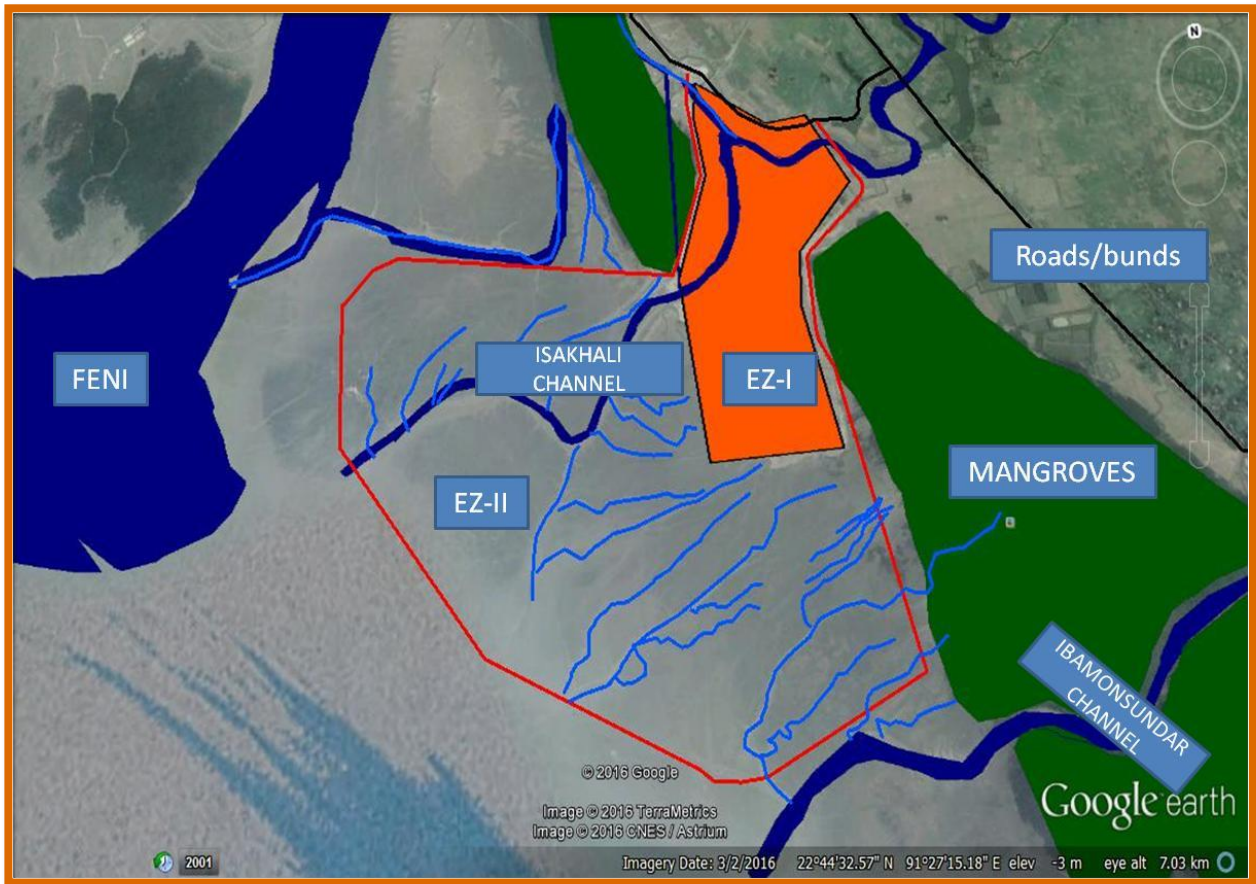 N
Roads/bunds
FENI
ISAKHALI
CHANNEL
EZ-I
MANGROVES
EZ-II
IBAMONSUNDAR
CHANNEL
© 2016 Google
Image © 2016 TerraMetrics
Image © 2016 CNES / Astrium
Google earth
2001
Imagery Date: 3/2/2016 22°44'32.57" N 91°27'15.18" E elev -3 m eye alt 7.03 km